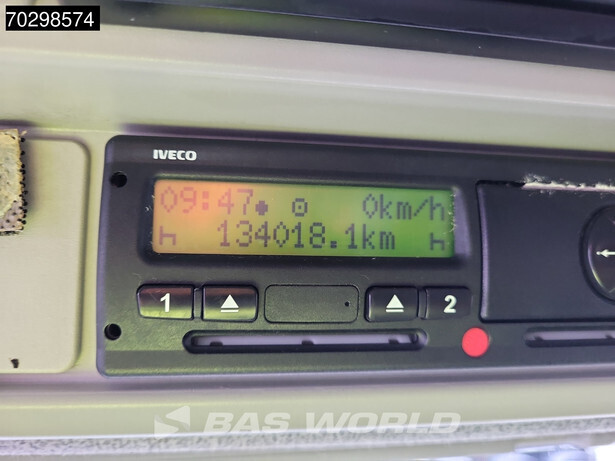 70298574
IVECO
09:47 0km/h
134018.1km
1
2
BAS WORLD